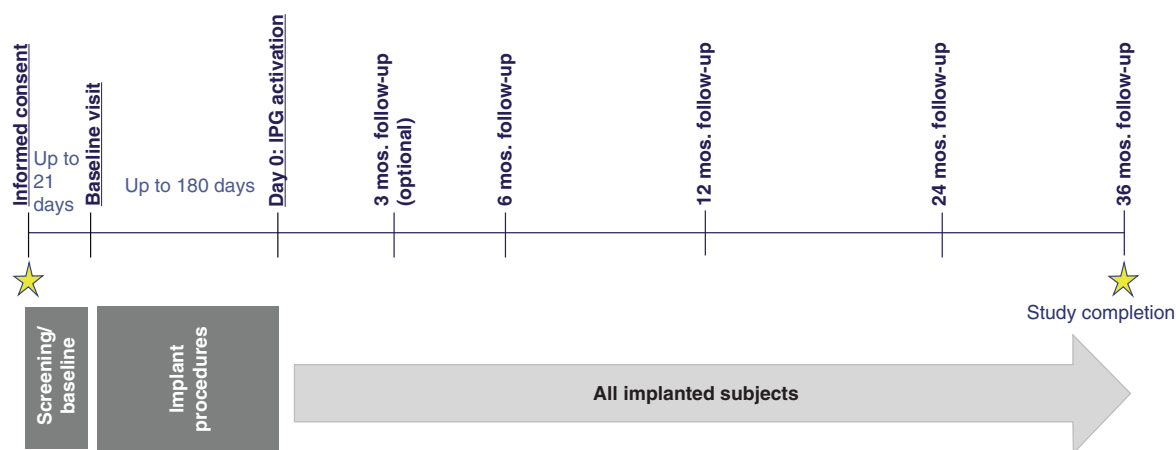 Informed consent
Up to
21
days
Baseline visit
Up to 180 days
Day 0: IPG activation
3 mos. follow-up
(optional)
6 mos. follow-up
12 mos. follow-up
24 mos. follow-up
36 mos. follow-up
Study completion
Screening/
baseline
Implant
procedures
All implanted subjects